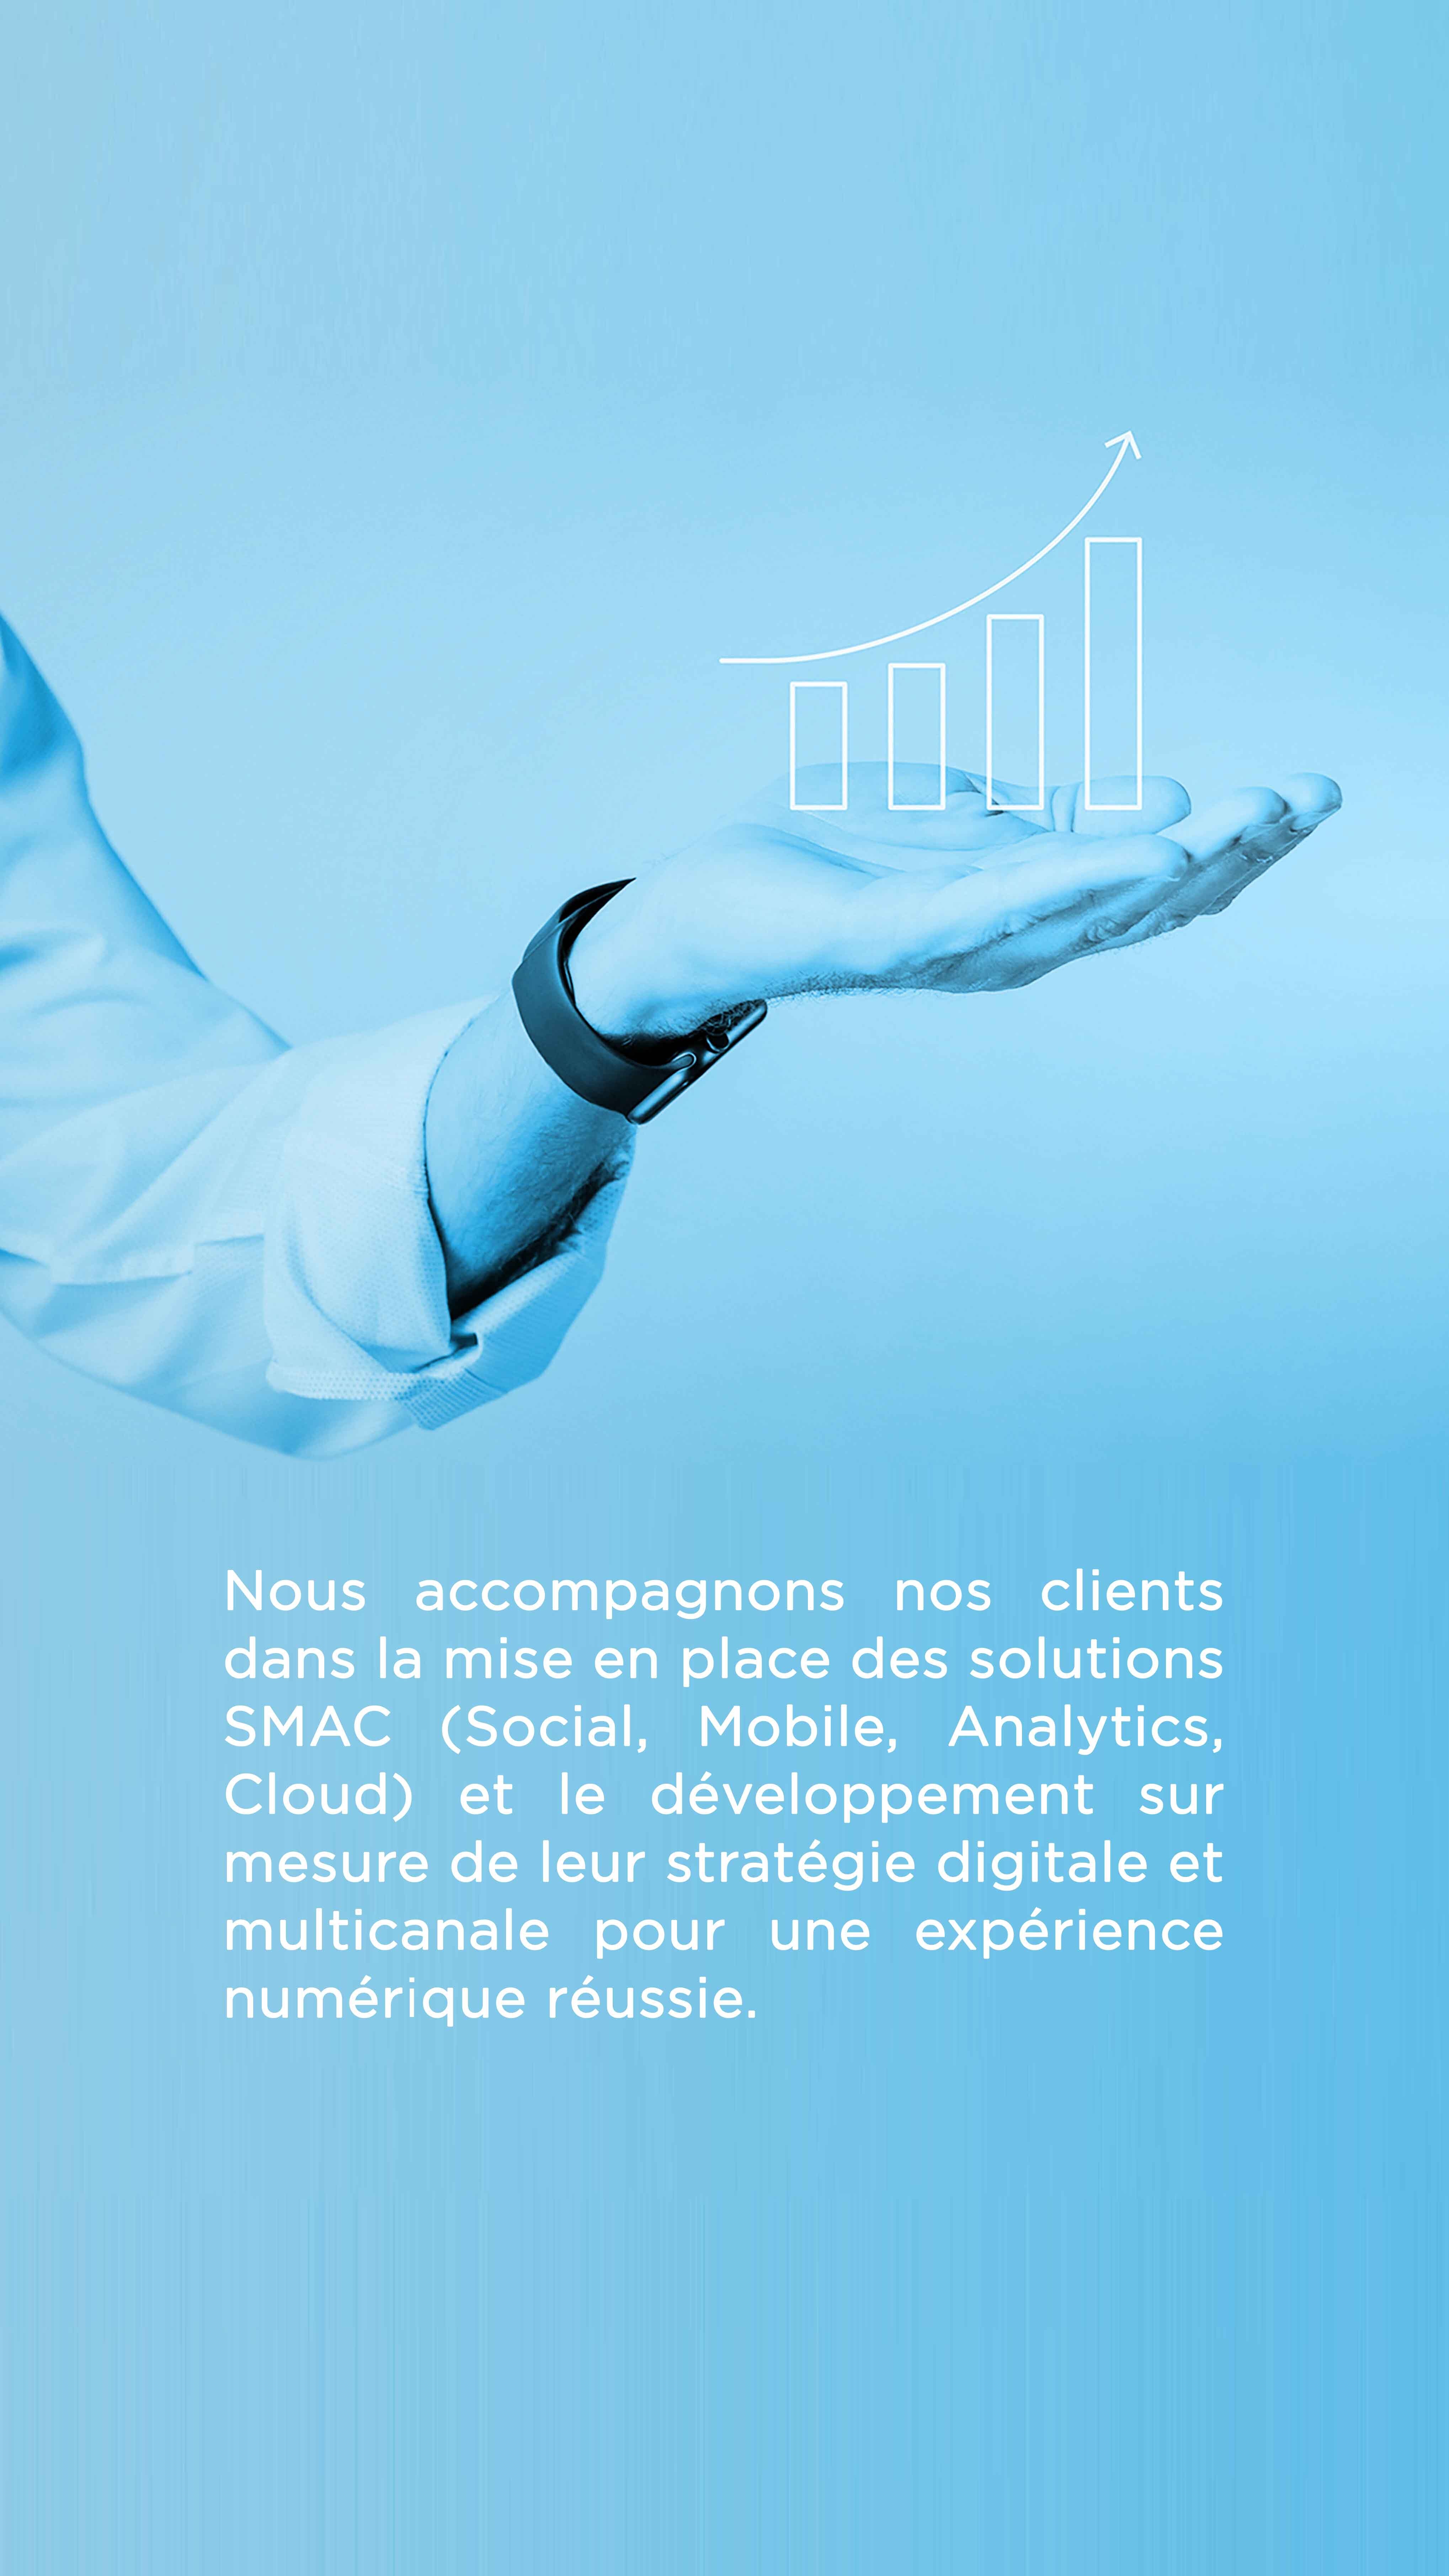 Nous accompagnons nos clients
dans la mise en place des solutions
SMAC (Social, Mobile, Analytics,
Cloud) et le développement sur
mesure de leur stratégie digitale et
multicanale pour une expérience
numérique réussie.